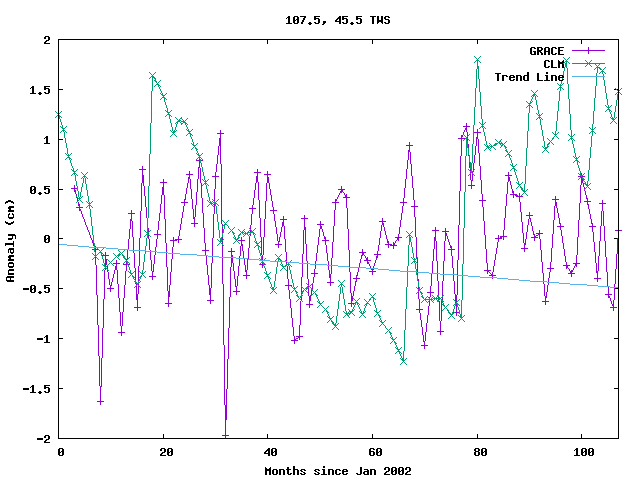 107.5, 45.5 TWS
GRACE
CLM
Trend Line
2
1.5
1
0.5
0
-0.5
-1
-1.5
-2
Anomaly (cm)
0 20 40 60 80 100
Months since Jan 2002